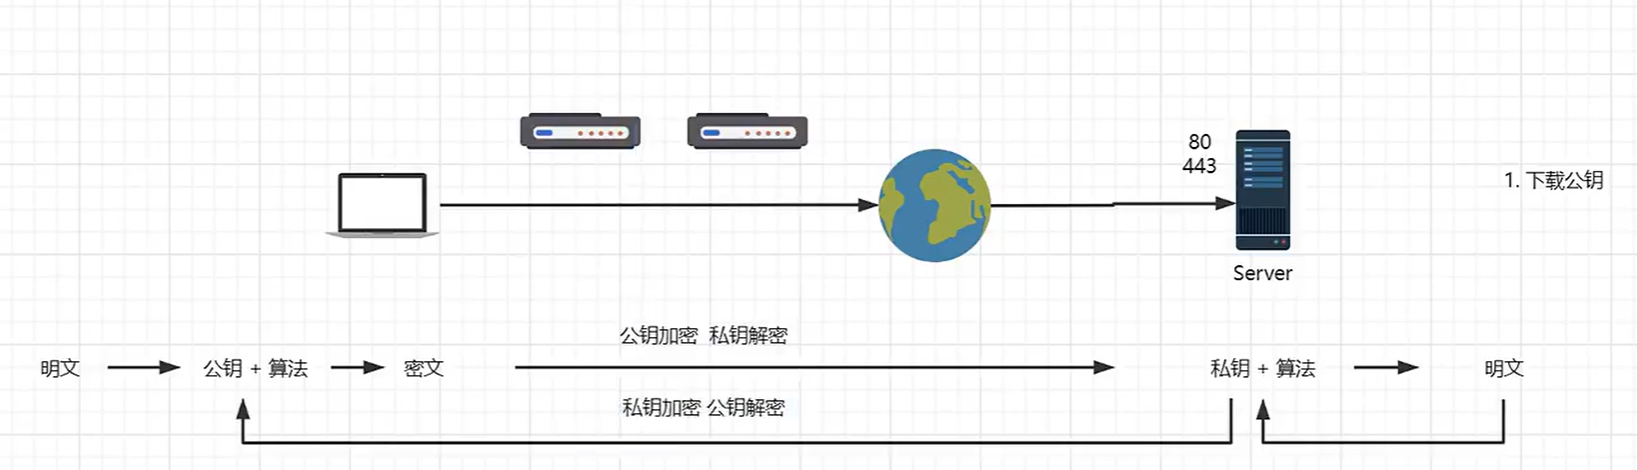 80
443
1. 下载公钥
Server
公钥加密 私钥解密
明文 公钥 + 算法 密文 私钥 + 算法 明文
私钥加密 公钥解密